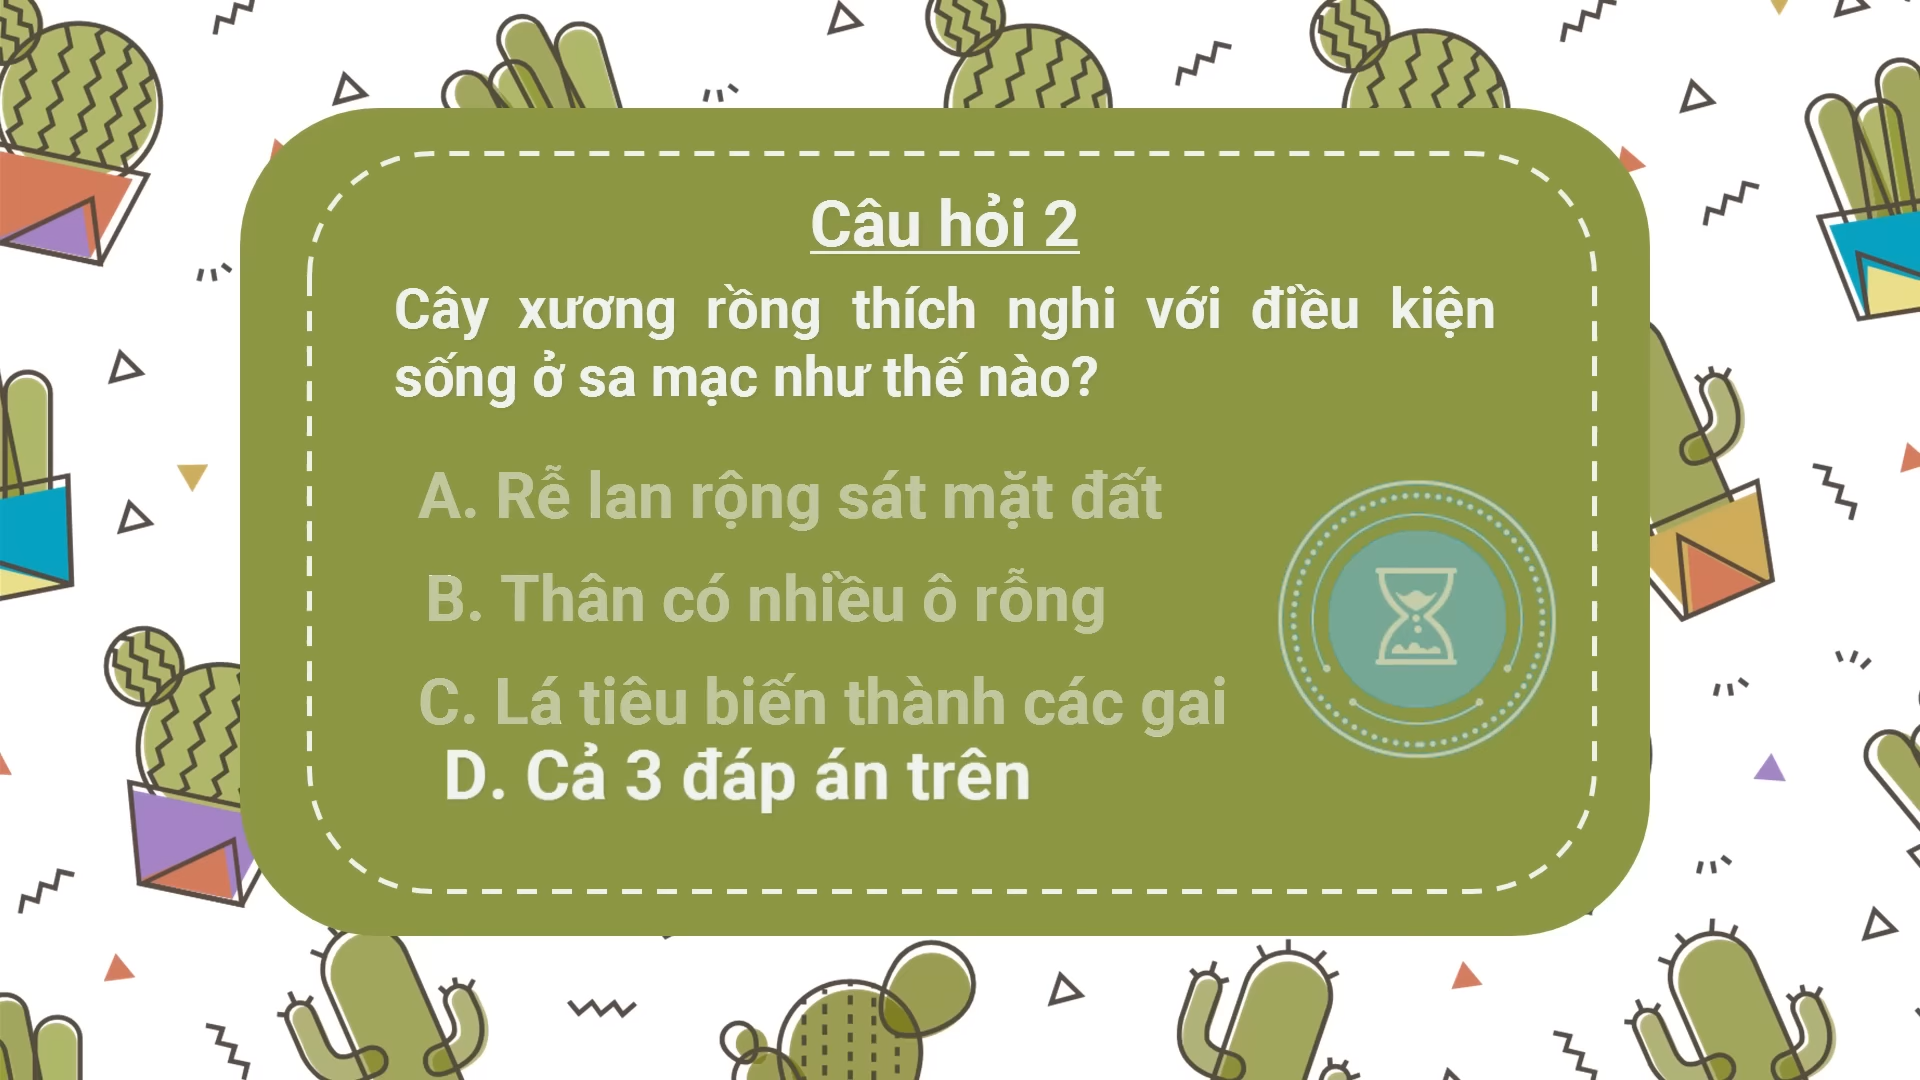 Câu hỏi 2
Cây xương rồng thích nghi với điều kiện
sống ở sa mạc như thế nào?
A. Rễ lan rộng sát mặt đất
B. Thân có nhiều ô rỗng
C. Lá tiêu biến thành các gai
D. Cả 3 đáp án trên